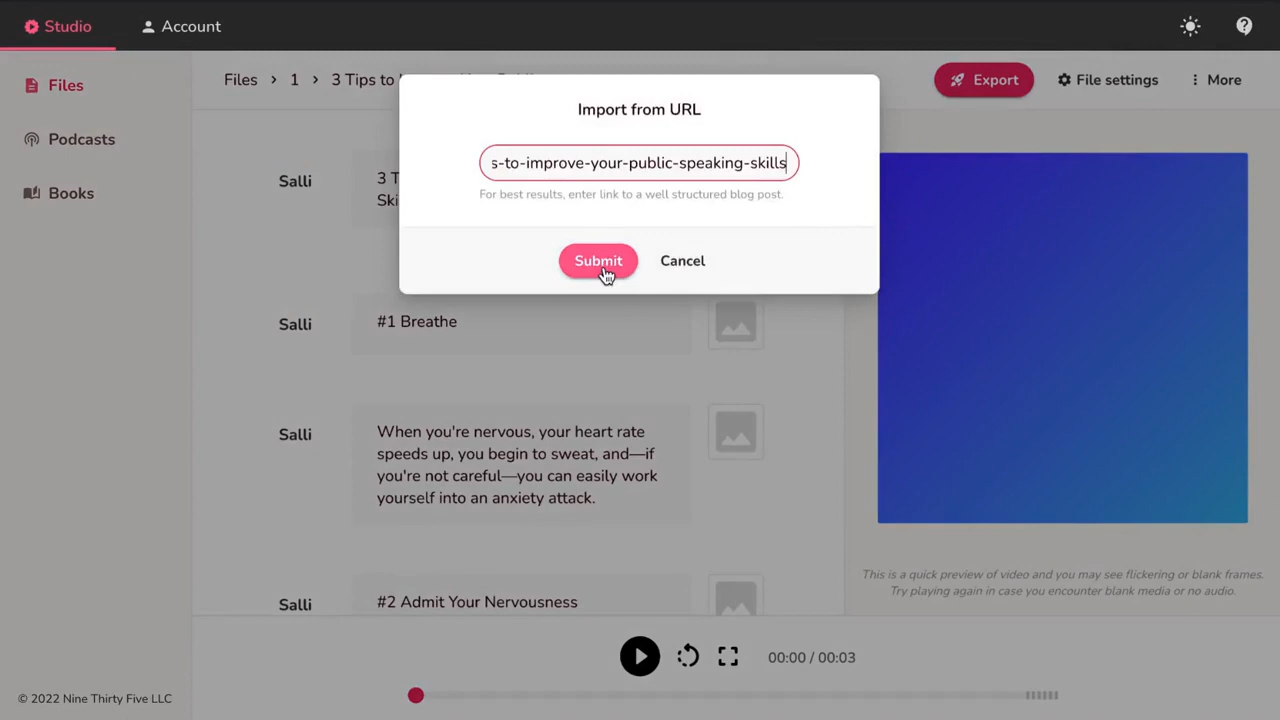 Studio
Account
Files
Podcasts
Books
Files > 1 > 3 Tips to
Export
File settings
More
Import from URL
s-to-improve-your-public-speaking-skills
For best results, enter link to a well structured blog post.
Submit
Cancel
Salli
3 T
Ski
Salli
#1 Breathe
Salli
When you're nervous, your heart rate
speeds up, you begin to sweat, and—if
you're not careful—you can easily work
yourself into an anxiety attack.
Salli
#2 Admit Your Nervousness
This is a quick preview of video and you may see flickering or blank frames.
Try playing again in case you encounter blank media or no audio.
00:00 / 00:03
© 2022 Nine Thirty Five LLC